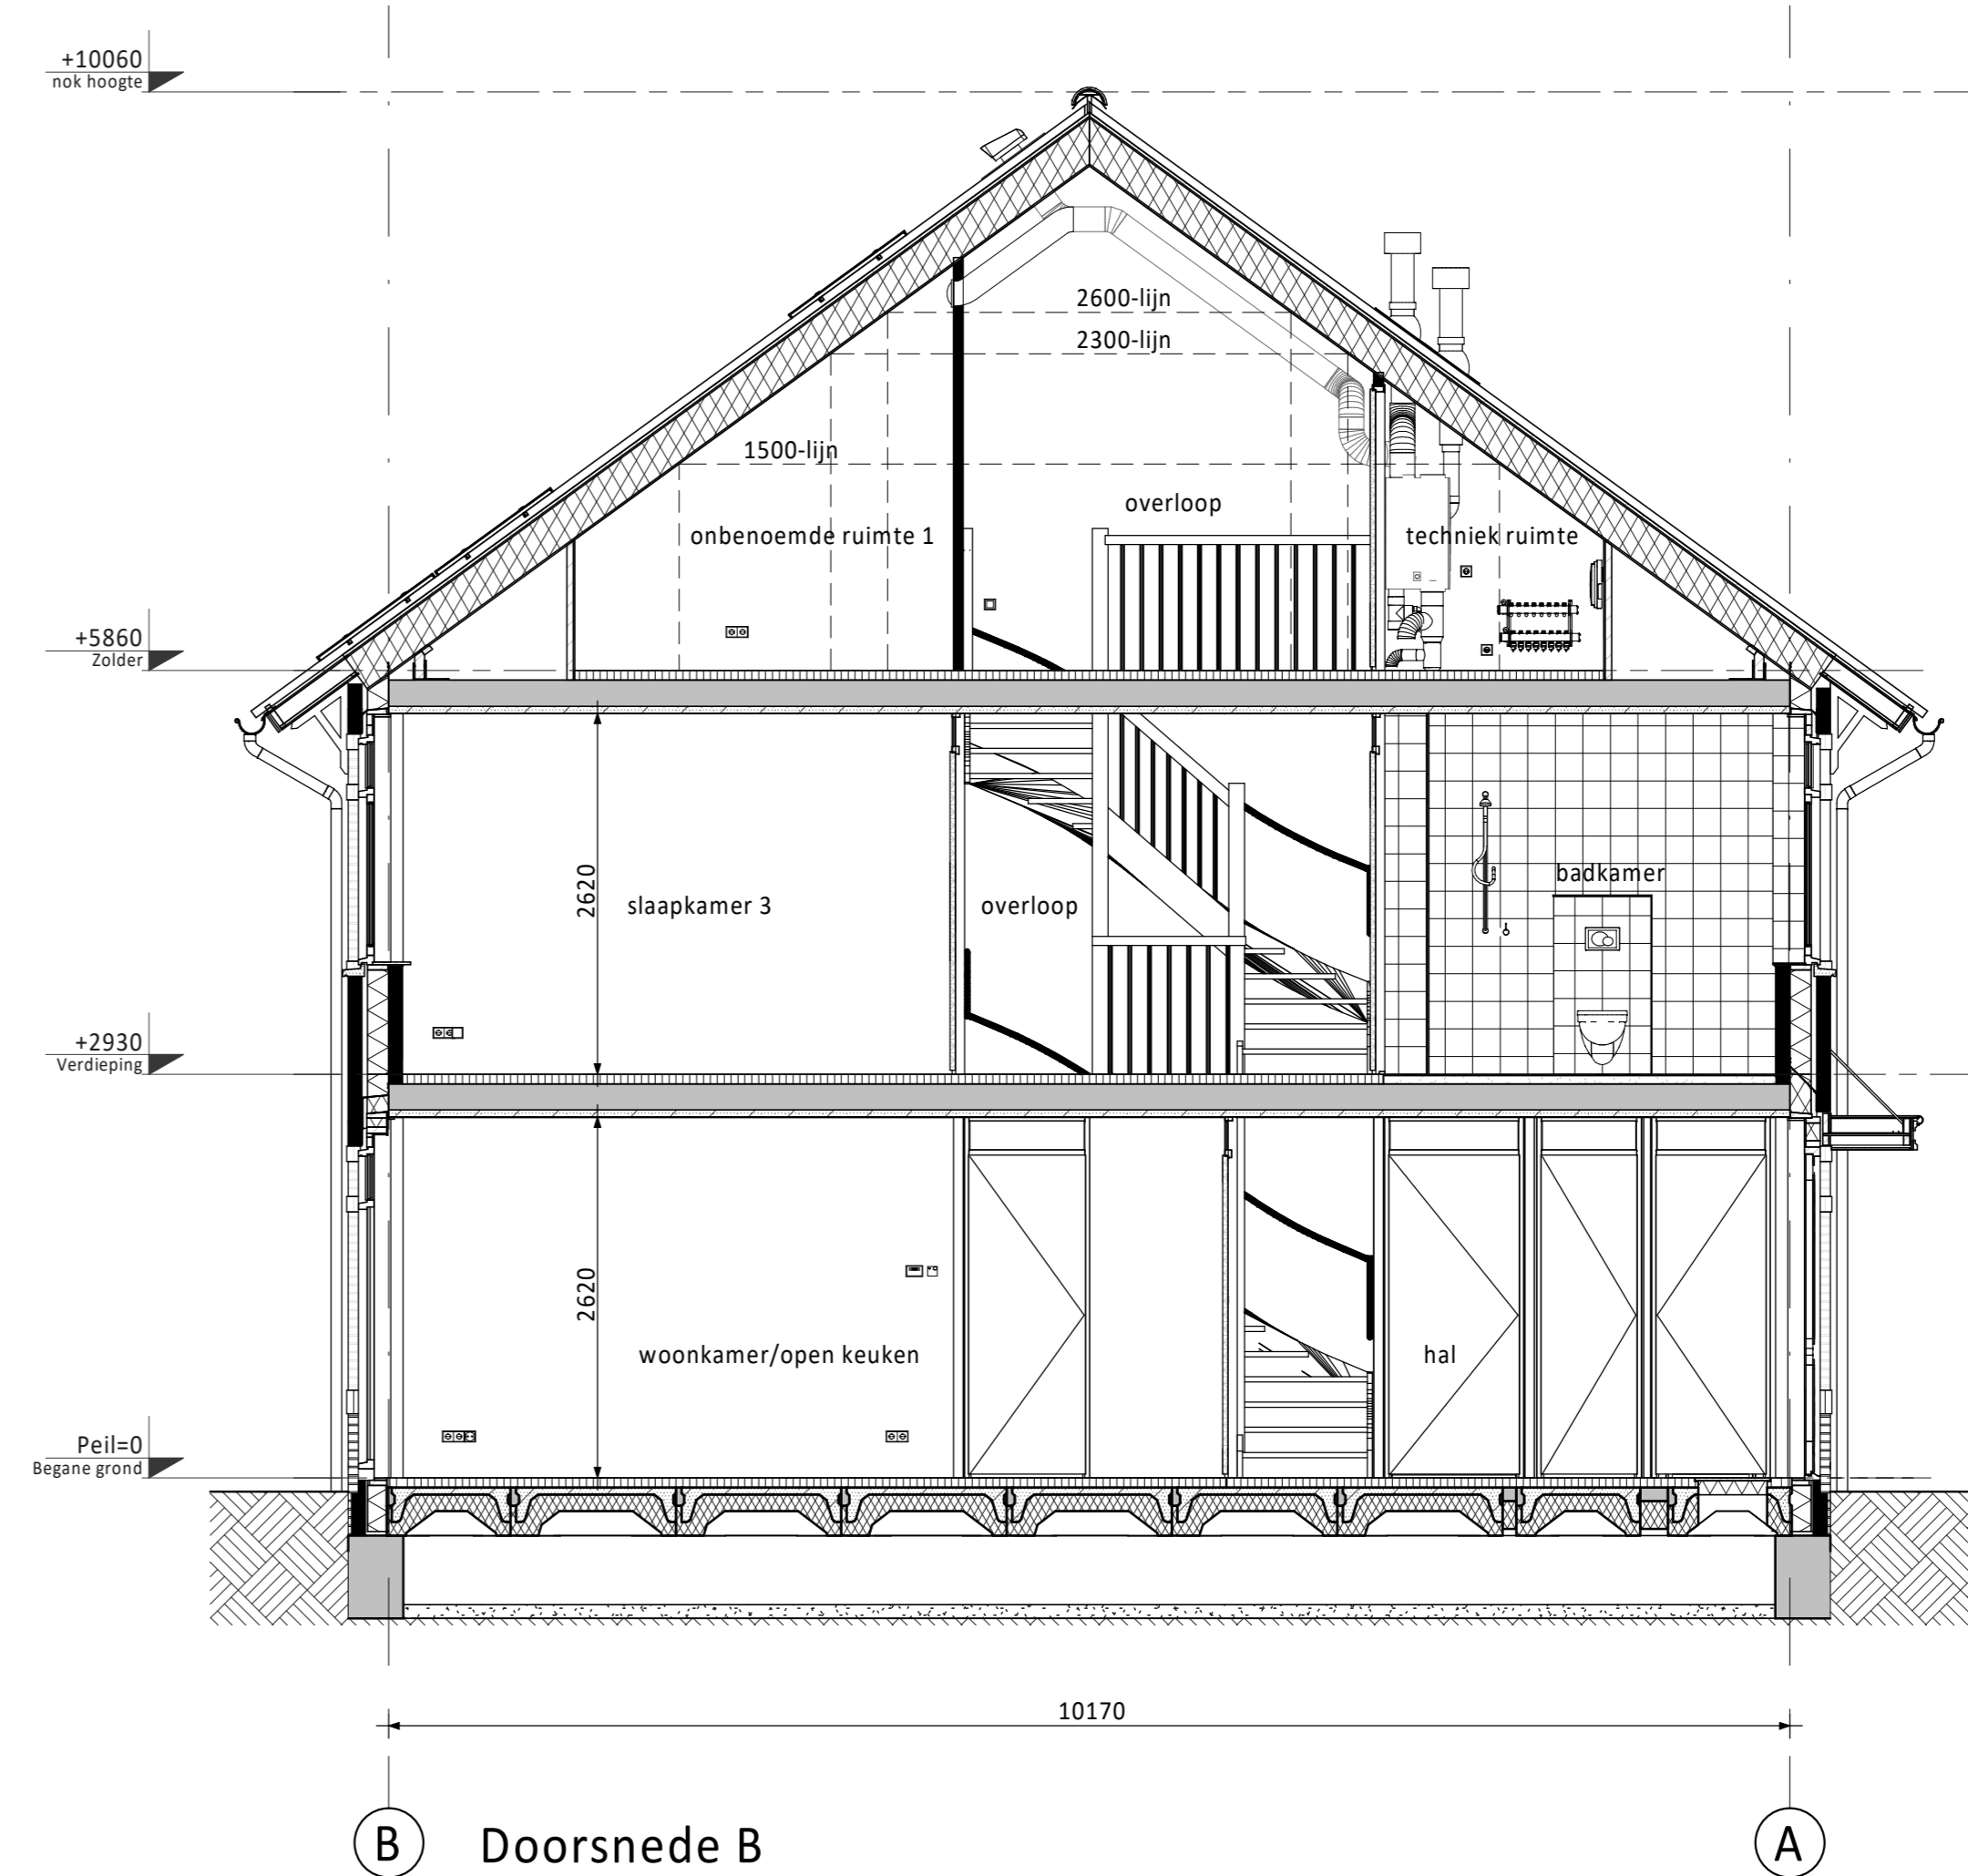 +10060
nok hoogte
2600-lijn
2300-lijn
1500-lijn
overloop
onbenoemde ruimte 1
techniek ruimte
+5860
Zolder
badkamer
2620
slaapkamer 3
overloop
+2930
Verdieping
2620
woonkamer/open keuken
hal
Peil=0
Begane grond
10170
B
Doorsnede B
A